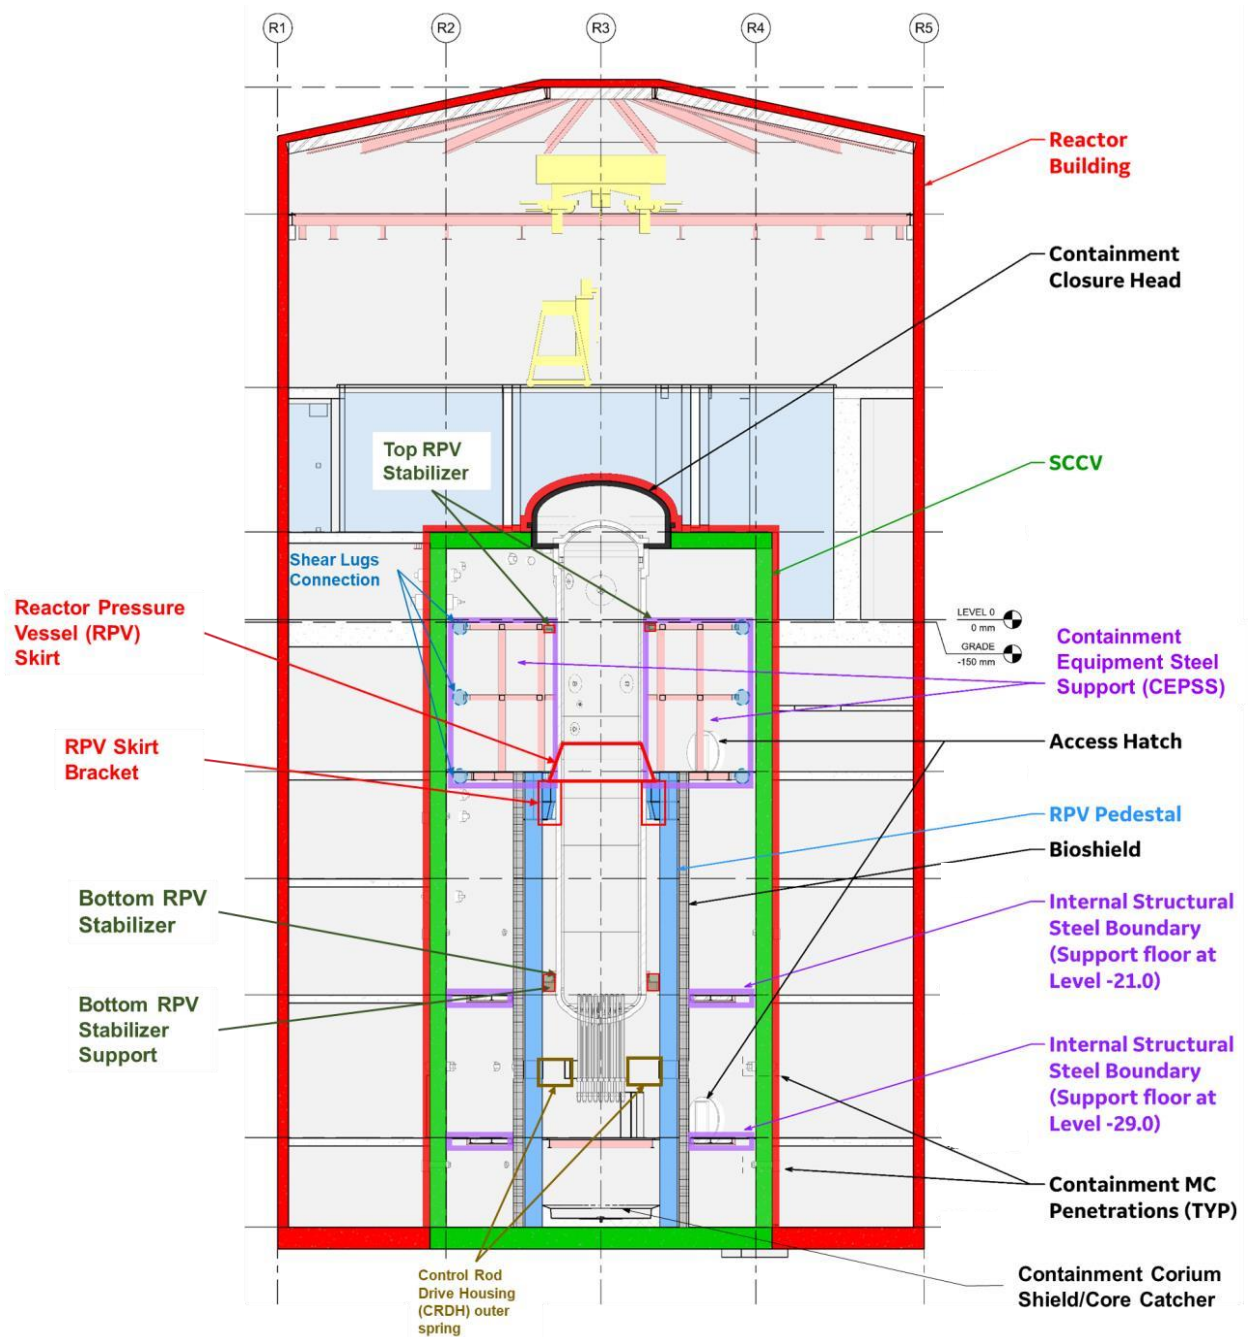 R1
R2
R3
R4
R5
Reactor
Building
Containment
Closure Head
Top RPV
Stabilizer
SCCV
Shear Lugs
Connection
Reactor Pressure
Vessel (RPV)
Skirt
LEVEL 0
0 mm
GRADE
-150 mm
Containment
Equipment Steel
Support (CEPSS)
RPV Skirt
Bracket
Access Hatch
RPV Pedestal
Bioshield
Bottom RPV
Stabilizer
Internal Structural
Steel Boundary
(Support floor at
Level -21.0)
Bottom RPV
Stabilizer
Support
Internal Structural
Steel Boundary
(Support floor at
Level -29.0)
Containment MC
Penetrations (TYP)
Control Rod
Drive Housing
(CRDH) outer
spring
Containment Corium
Shield/Core Catcher